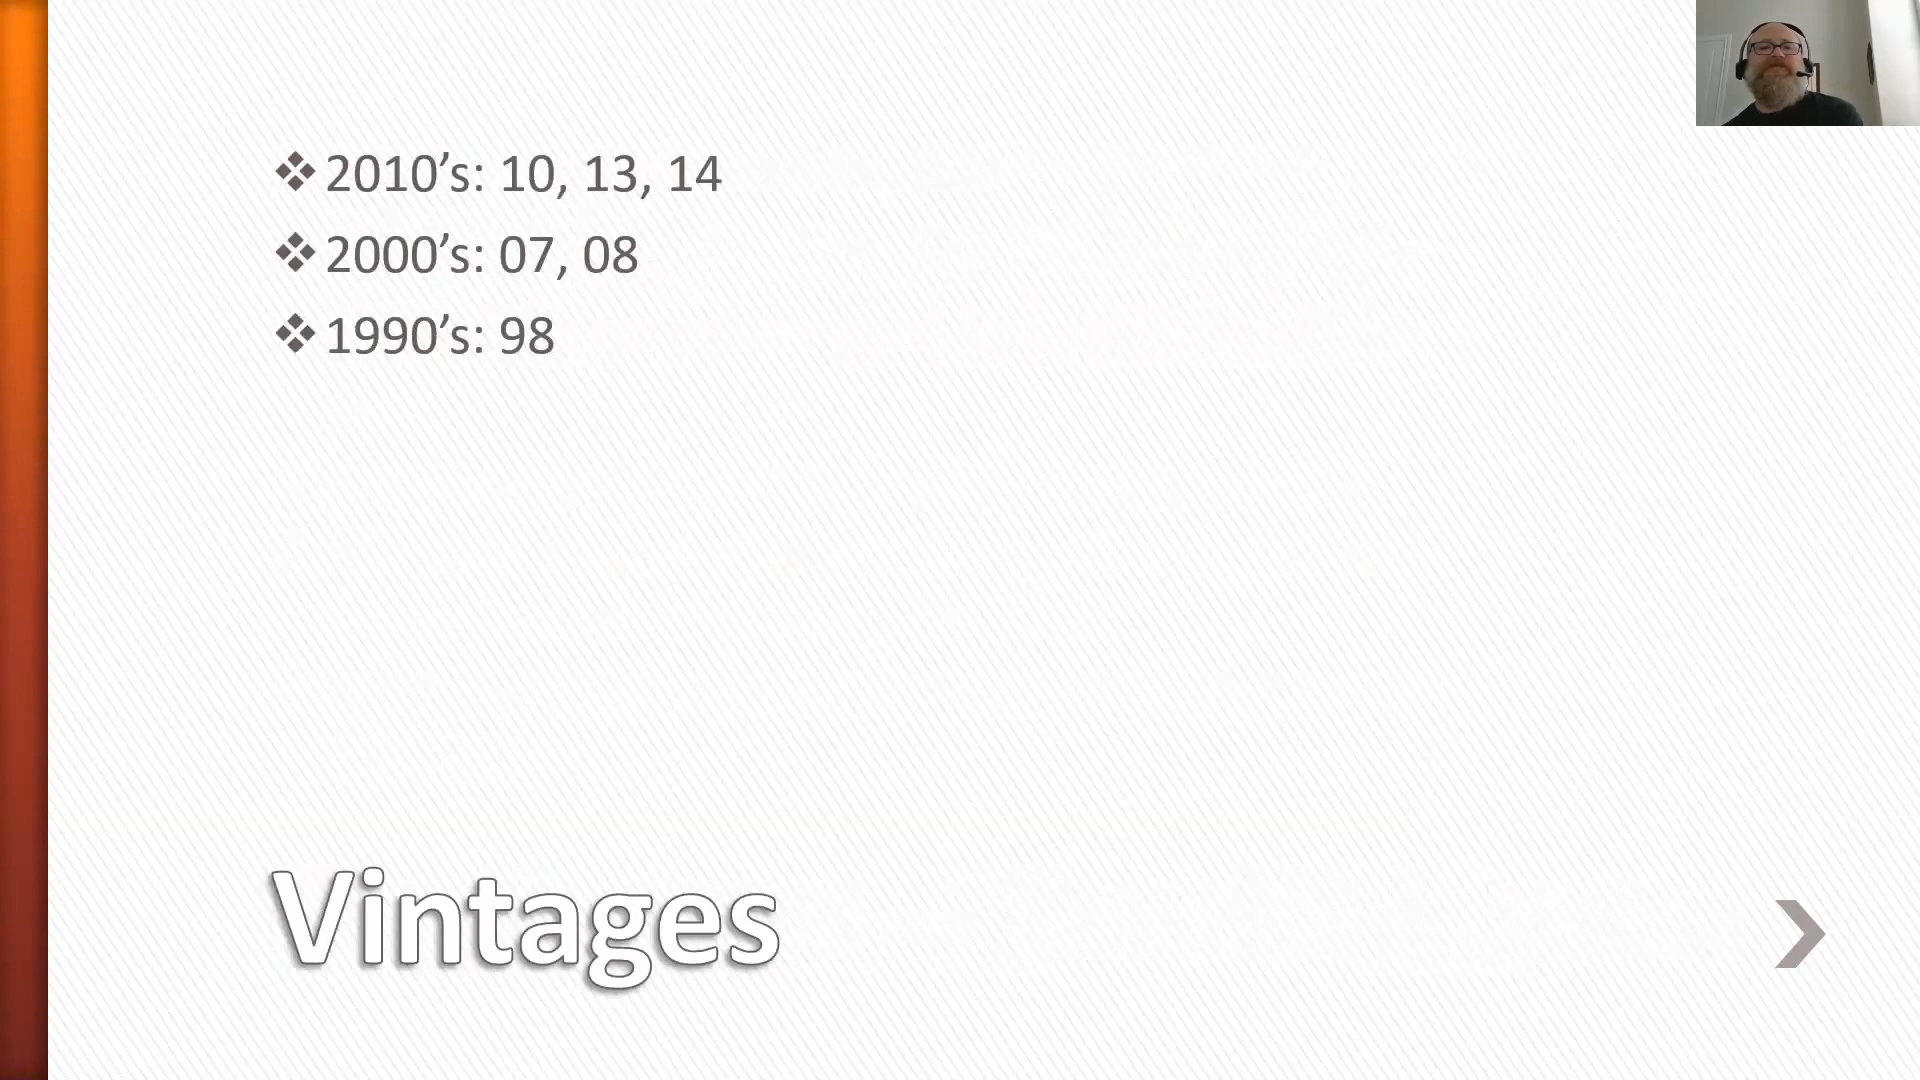 2010’s: 10, 13, 14
2000’s: 07, 08
1990’s: 98
Vintages